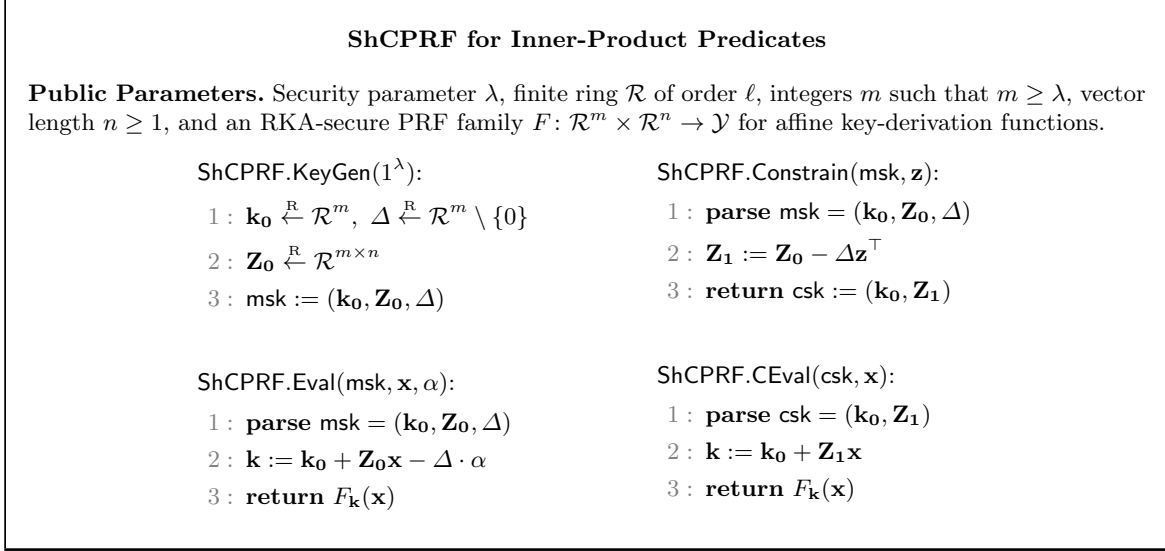 ShCPRF for Inner-Product Predicates
Public Parameters. Security parameter λ, finite ring ℛ of order ℓ, integers m such that m ≥ λ, vector
length n ≥ 1, and an RKA-secure PRF family F: ℛ^m × ℛ^n → 𝒴 for affine key-derivation functions.
ShCPRF.KeyGen(1^λ):
1 : k₀ ←^R ℛ^m, Δ ←^R ℛ^m \ {0}
2 : Z₀ ←^R ℛ^{m×n}
3 : msk := (k₀, Z₀, Δ)
ShCPRF.Constrain(msk, z):
1 : parse msk = (k₀, Z₀, Δ)
2 : Z₁ := Z₀ − Δz^⊤
3 : return csk := (k₀, Z₁)
ShCPRF.Eval(msk, x, α):
1 : parse msk = (k₀, Z₀, Δ)
2 : k := k₀ + Z₀x − Δ · α
3 : return F_k(x)
ShCPRF.CEval(csk, x):
1 : parse csk = (k₀, Z₁)
2 : k := k₀ + Z₁x
3 : return F_k(x)